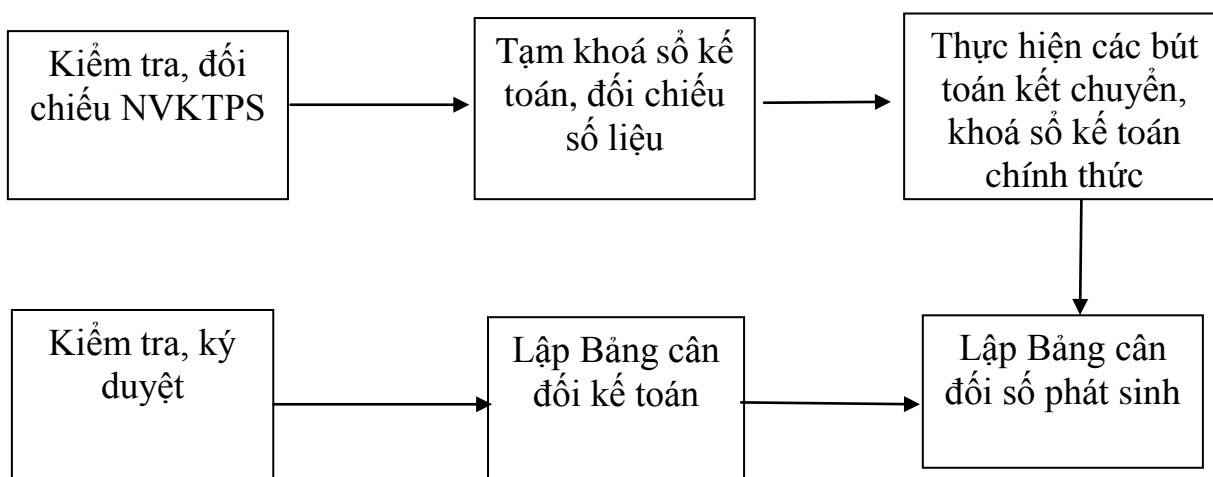 Kiểm tra, đối
chiếu NVKTPS
Tạm khoá sổ kế
toán, đối chiếu
số liệu
Thực hiện các bút
toán kết chuyển,
khoá sổ kế toán
chính thức
Kiểm tra, ký
duyệt
Lập Bảng cân
đối kế toán
Lập Bảng cân
đối số phát sinh